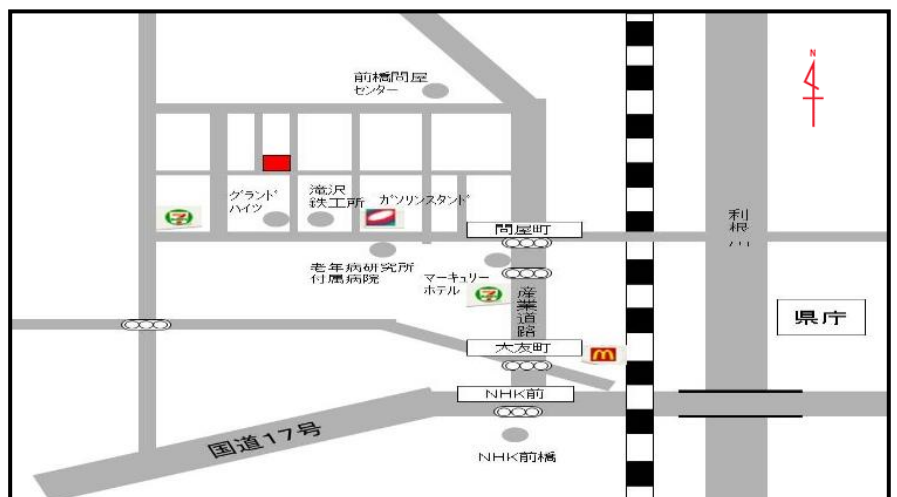 N
前橋問屋
センター
グランド
ハイツ
滝沢
鉄工所
ガソリンスタンド
7
問屋町
利根川
老年病研究所
付属病院
マーキュリー
ホテル
7
産業道路
県庁
大友町
m
NHK前
国道17号
NHK前橋